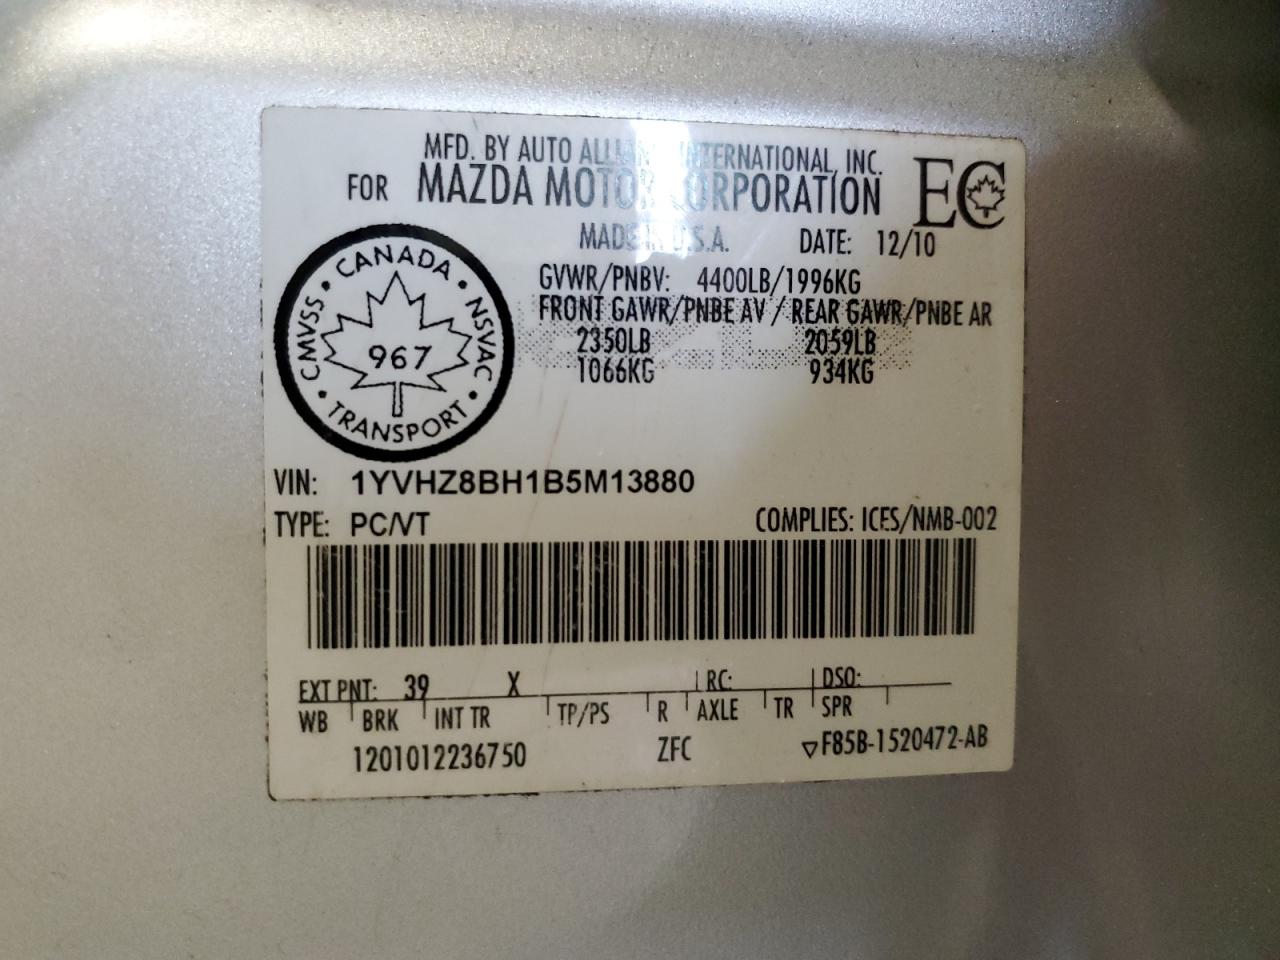 MFD. BY AUTO ALLIANCE INTERNATIONAL, INC.
FOR MAZDA MOTOR CORPORATION
EC
MADE IN U.S.A. DATE: 12/10
GVWR/PNBV: 4400LB/1996KG
FRONT GAWR/PNBE AV / REAR GAWR/PNBE AR
2350LB 2059LB
1066KG 934KG
CANADA
CMVSS • NSVAC
967
TRANSPORT
VIN: 1YVHZ8BH1B5M13880
TYPE: PC/VT COMPLIES: ICES/NMB-002
EXT PNT: 39 X RC: DSO:
WB BRK INT TR TP/PS R AXLE TR SPR
1201012236750 ZFC ▽F85B-1520472-AB